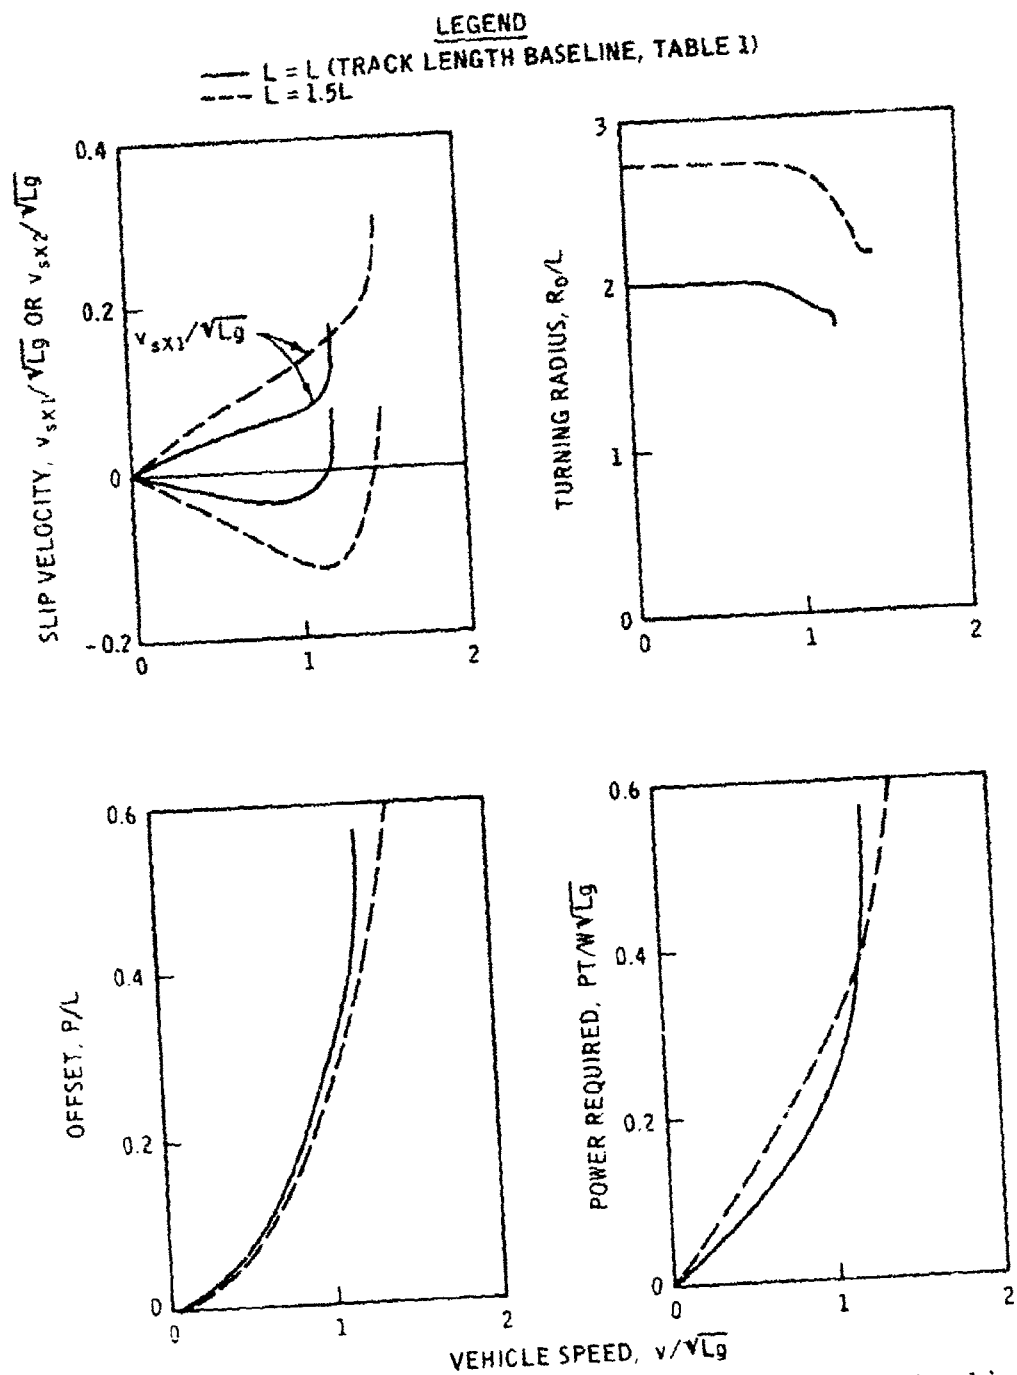 LEGEND
L = L (TRACK LENGTH BASELINE, TABLE 1)
L = 1.5L
SLIP VELOCITY, v_sX1/√Lg OR v_sX2/√Lg
0.4
0.2
0
-0.2
v_sX1/√Lg
0 1 2
TURNING RADIUS, R_0/L
3
2
1
0
0 1 2
OFFSET, P/L
0.6
0.4
0.2
0
0 1 2
POWER REQUIRED, PT/W√Lg
0.6
0.4
0.2
0
0 1 2
VEHICLE SPEED, v/√Lg